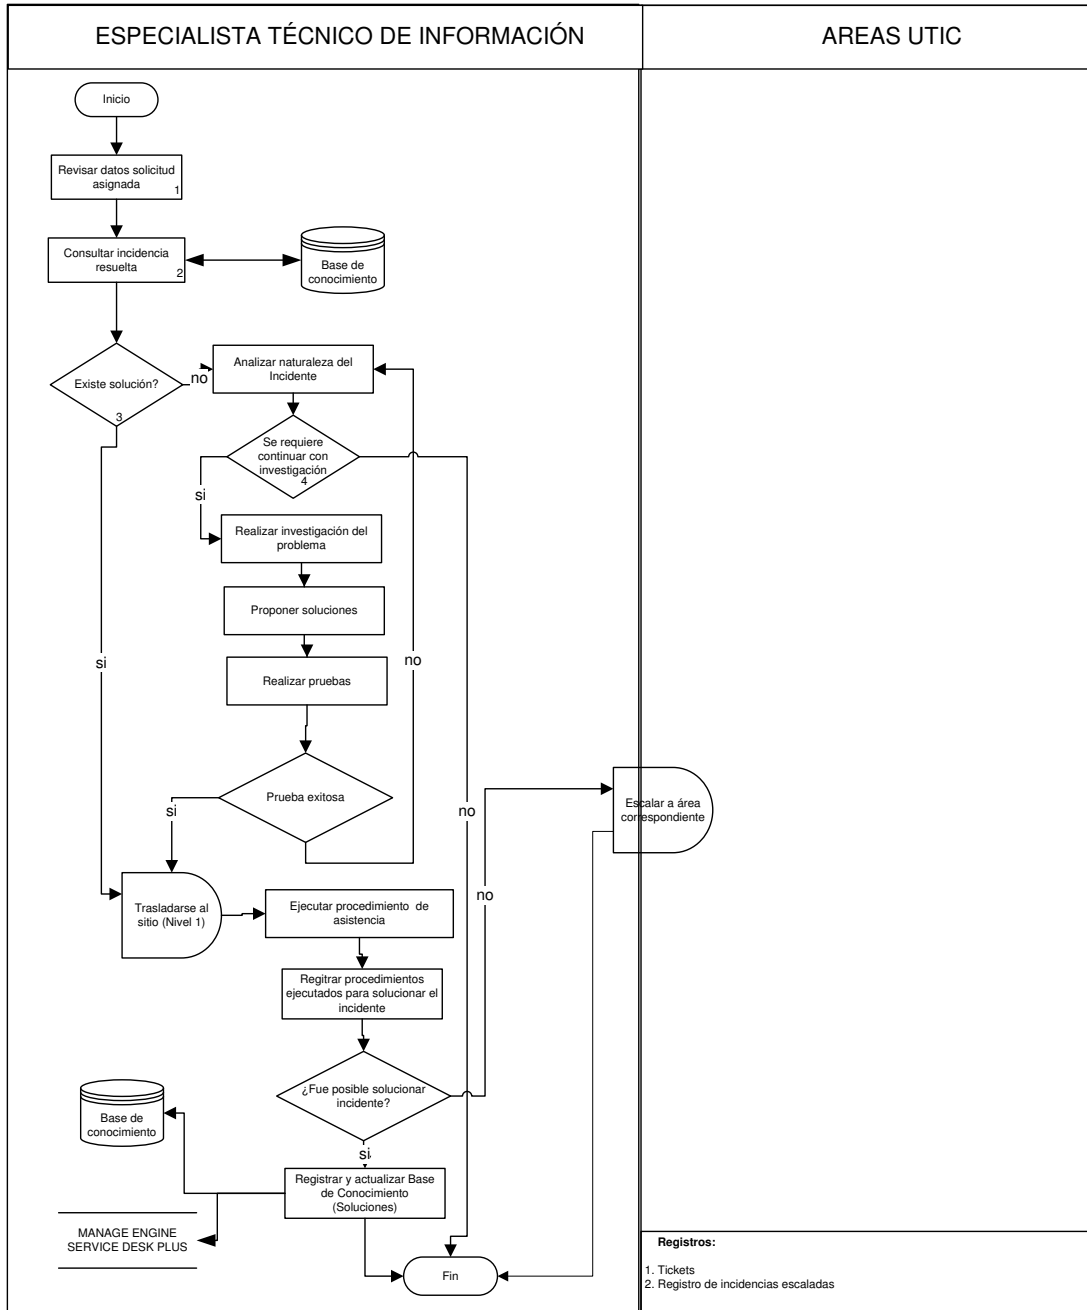 ESPECIALISTA TÉCNICO DE INFORMACIÓN
AREAS UTIC
Inicio
Revisar datos solicitud
asignada
1
Consultar incidencia
resuelta
2
Base de
conocimiento
Existe solución?
3
no
Analizar naturaleza del
Incidente
Se requiere
continuar con
investigación
4
si
Realizar investigación del
problema
Proponer soluciones
si
no
Realizar pruebas
Prueba exitosa
si
no
Escalar a área
correspondiente
Trasladarse al
sitio (Nivel 1)
no
Ejecutar procedimiento de
asistencia
Regitrar procedimientos
ejecutados para solucionar el
incidente
¿Fue posible solucionar
incidente?
Base de
conocimiento
si
Registrar y actualizar Base
de Conocimiento
(Soluciones)
MANAGE ENGINE
SERVICE DESK PLUS
Fin
Registros:
1. Tickets
2. Registro de incidencias escaladas